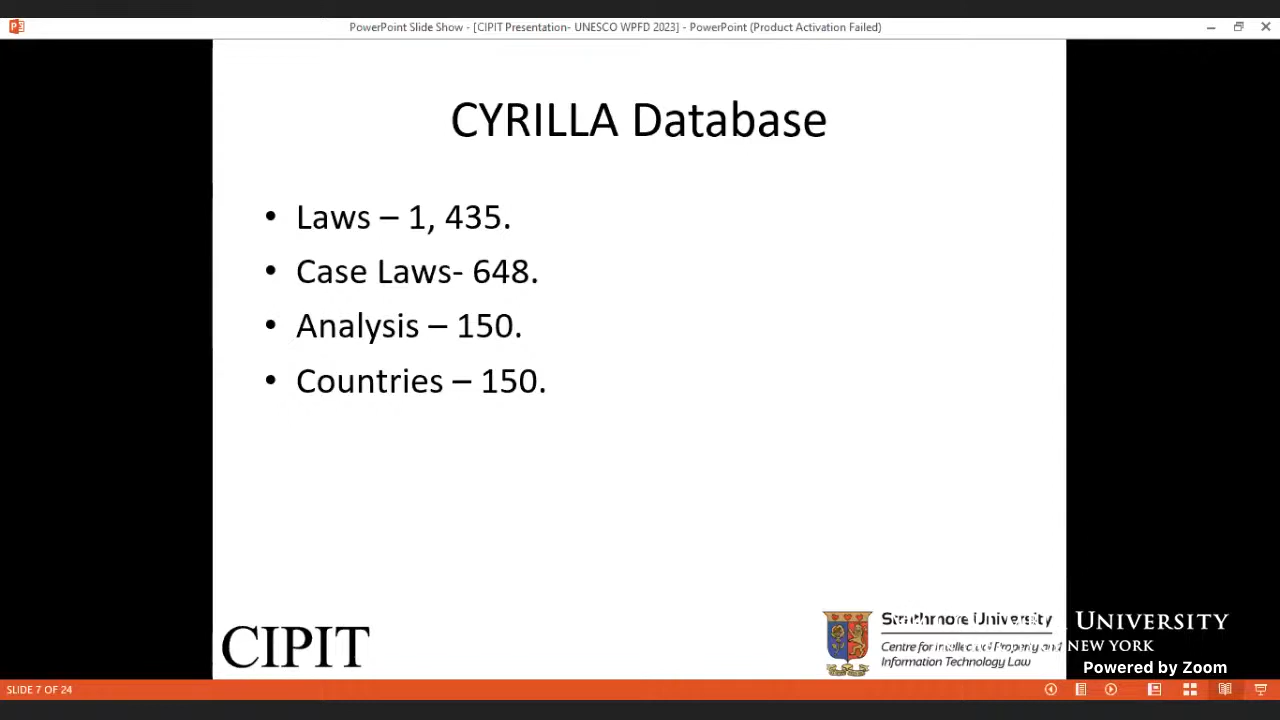 PowerPoint Slide Show - [CIPIT Presentation- UNESCO WPFD 2023] - PowerPoint (Product Activation Failed)
CYRILLA Database
• Laws – 1, 435.
• Case Laws- 648.
• Analysis – 150.
• Countries – 150.
CIPIT
Strathmore University
Centre for Intellectual Property and
Information Technology Law
UNIVERSITY
NEW YORK
Powered by Zoom
SLIDE 7 OF 24